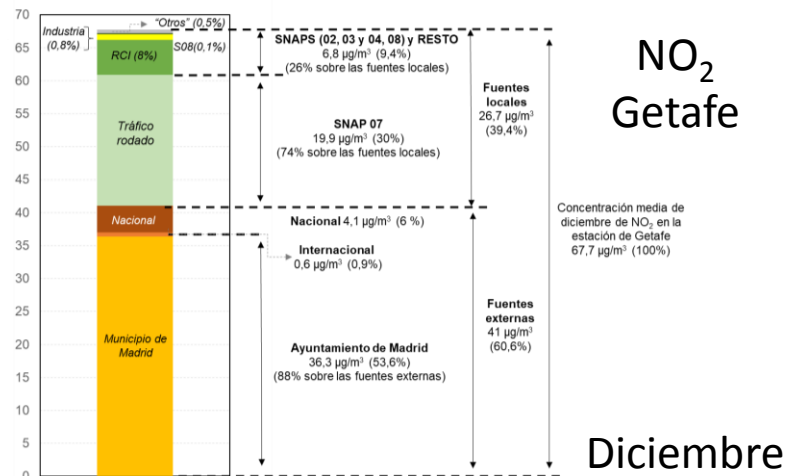 70
65
60
55
50
45
40
35
30
25
20
15
10
5
0
"Otros" (0,5%)
Industria
(0,8%)
RCI (8%)
S08(0,1%)
Tráfico
rodado
Nacional
Municipio de
Madrid
SNAPS (02, 03 y 04, 08) y RESTO
6,8 µg/m³ (9,4%)
(26% sobre las fuentes locales)
SNAP 07
19,9 µg/m³ (30%)
(74% sobre las fuentes locales)
Nacional 4,1 µg/m³ (6 %)
Internacional
0,6 µg/m³ (0,9%)
Ayuntamiento de Madrid
36,3 µg/m³ (53,6%)
(88% sobre las fuentes externas)
Fuentes
locales
26,7 µg/m³
(39,4%)
Fuentes
externas
41 µg/m³
(60,6%)
Concentración media de
diciembre de NO₂ en la
estación de Getafe
67,7 µg/m³ (100%)
NO₂
Getafe
Diciembre